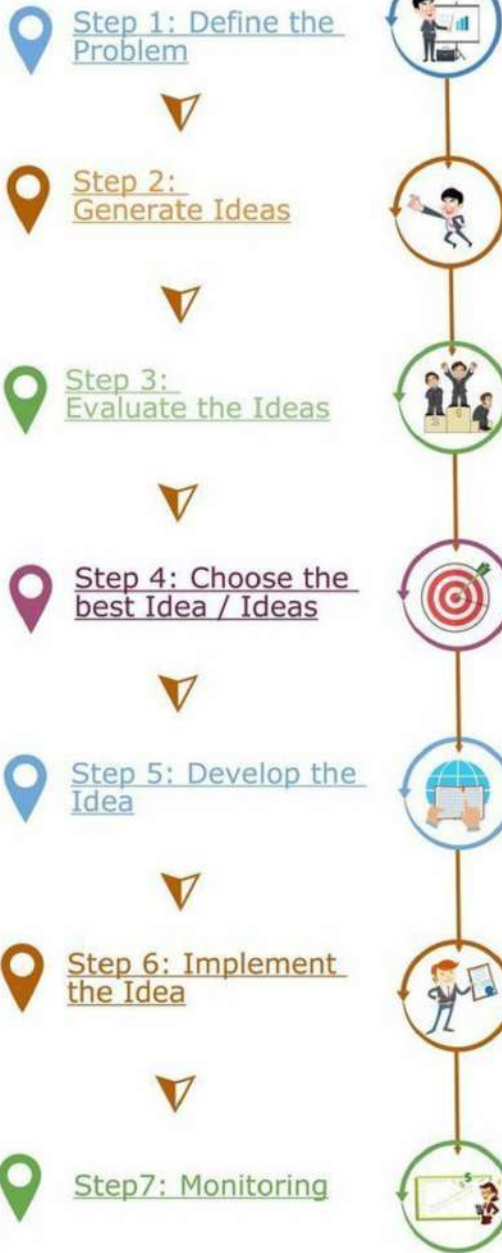 Step 1: Define the
Problem
Step 2:
Generate Ideas
Step 3:
Evaluate the Ideas
Step 4: Choose the
best Idea / Ideas
Step 5: Develop the
Idea
Step 6: Implement
the Idea
Step7: Monitoring